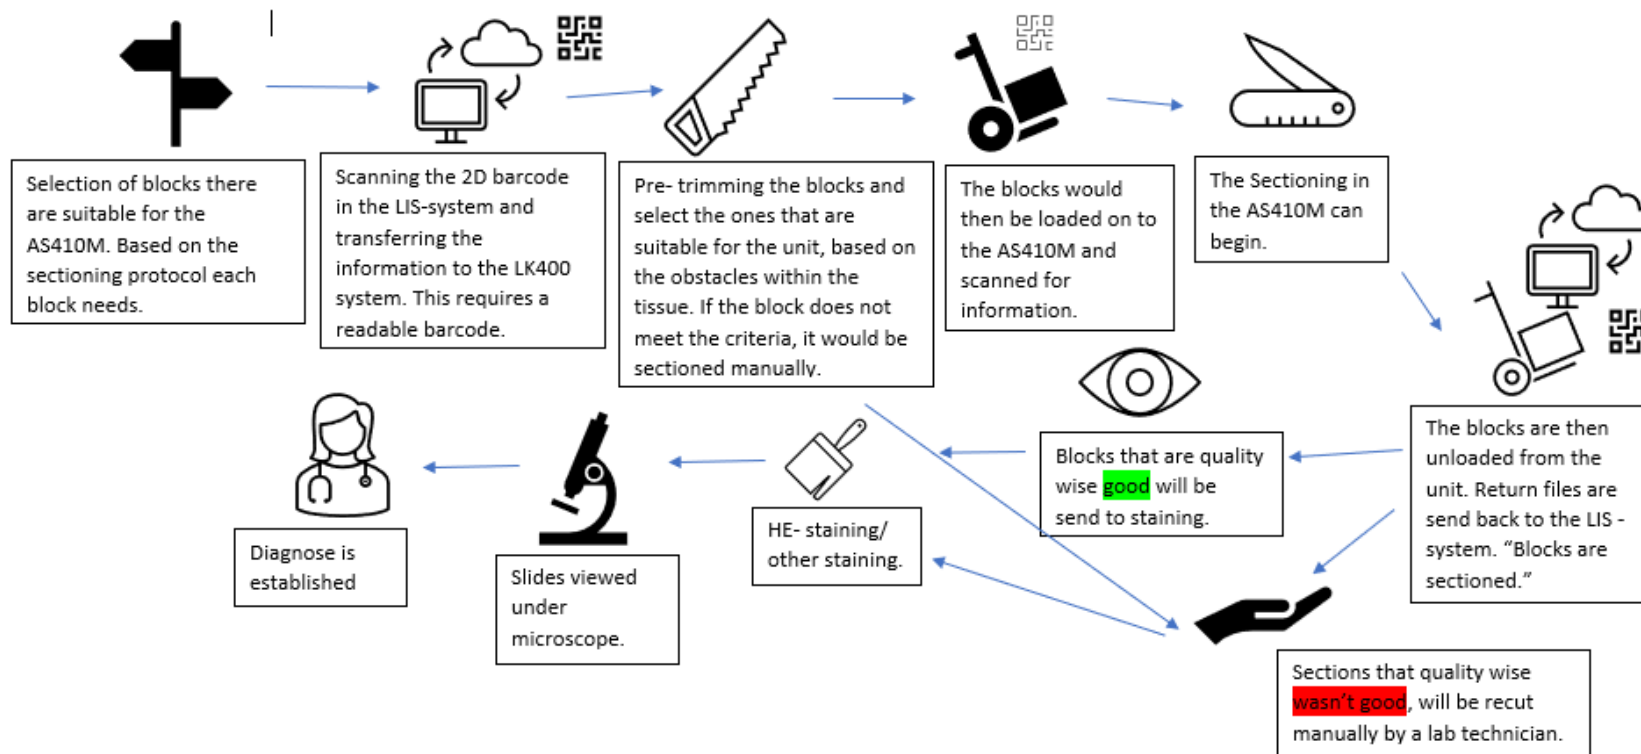 Selection of blocks there
are suitable for the
AS410M. Based on the
sectioning protocol each
block needs.
Scanning the 2D barcode
in the LIS-system and
transferring the
information to the LK400
system. This requires a
readable barcode.
Pre- trimming the blocks and
select the ones that are
suitable for the unit, based on
the obstacles within the
tissue. If the block does not
meet the criteria, it would be
sectioned manually.
The blocks would
then be loaded on to
the AS410M and
scanned for
information.
The Sectioning in
the AS410M can
begin.
The blocks are then
unloaded from the
unit. Return files are
send back to the LIS -
system. “Blocks are
sectioned.”
Blocks that are quality
wise good will be
send to staining.
Sections that quality wise
wasn’t good, will be recut
manually by a lab technician.
HE- staining/
other staining.
Slides viewed
under
microscope.
Diagnose is
established